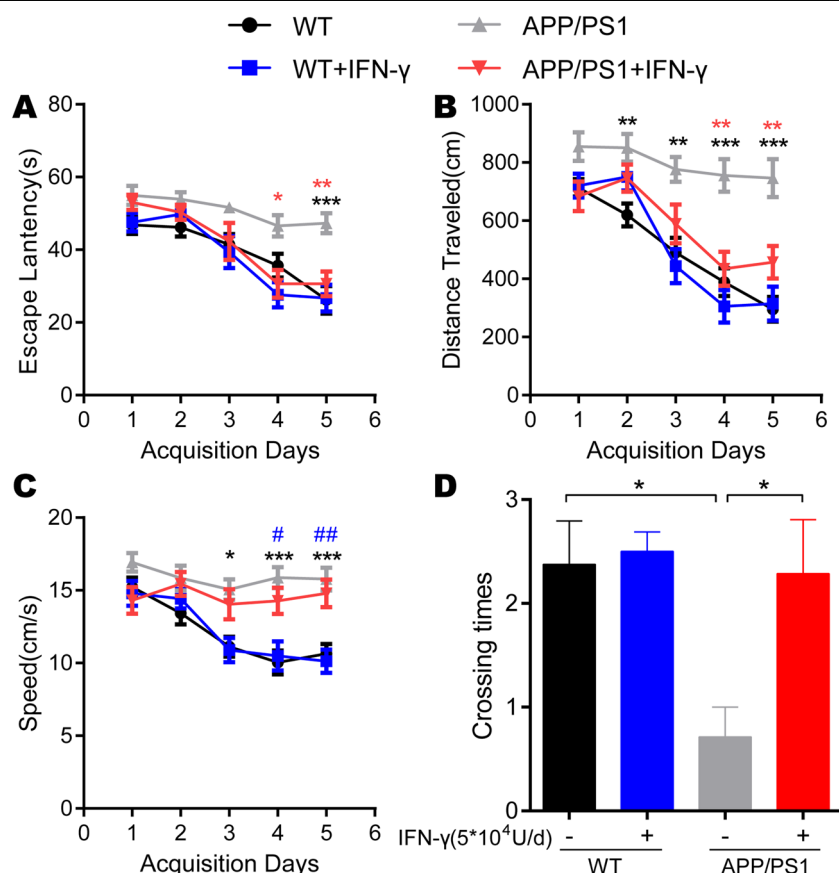 WT
APP/PS1
WT+IFN-γ
APP/PS1+IFN-γ
A
80
60
40
20
0
Escape Lantency(s)
*
**
***
0 1 2 3 4 5 6
Acquisition Days
B
1000
800
600
400
200
0
Distance Traveled(cm)
** **
** ** *** ***
0 1 2 3 4 5 6
Acquisition Days
C
20
15
10
5
0
Speed(cm/s)
# ##
* *** ***
0 1 2 3 4 5 6
Acquisition Days
D
3
2
1
0
Crossing times
* *
IFN-γ(5*10⁴U/d) - + - +
WT APP/PS1